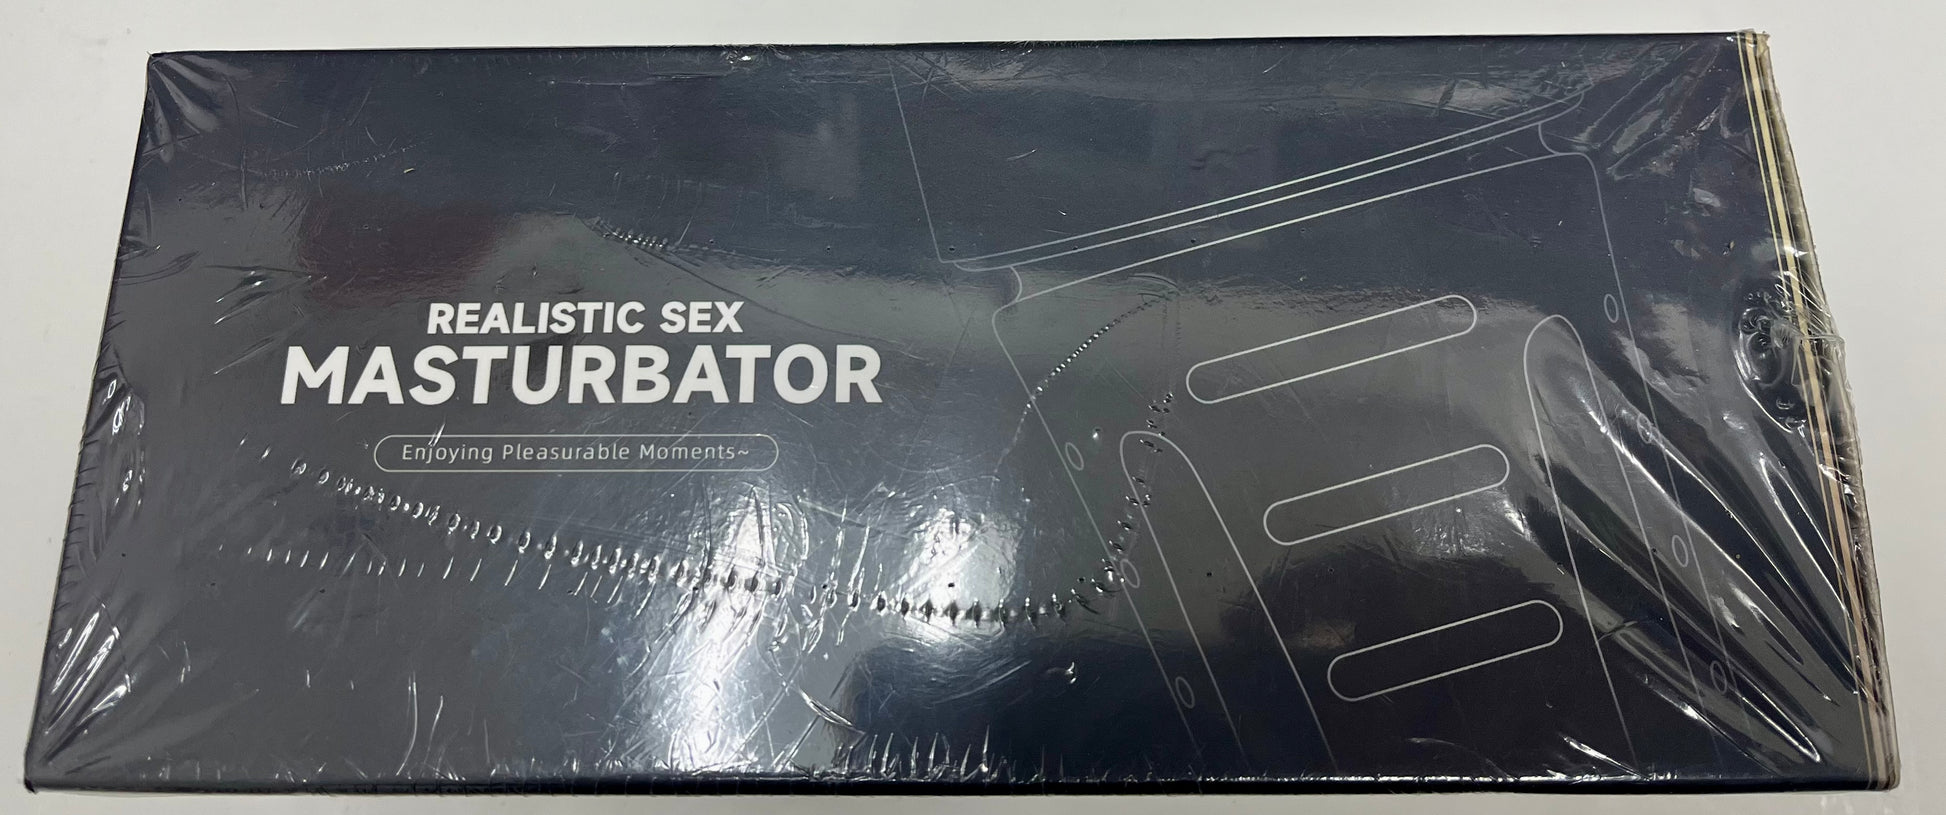 REALISTIC SEX
MASTURBATOR
Enjoying Pleasurable Moments~